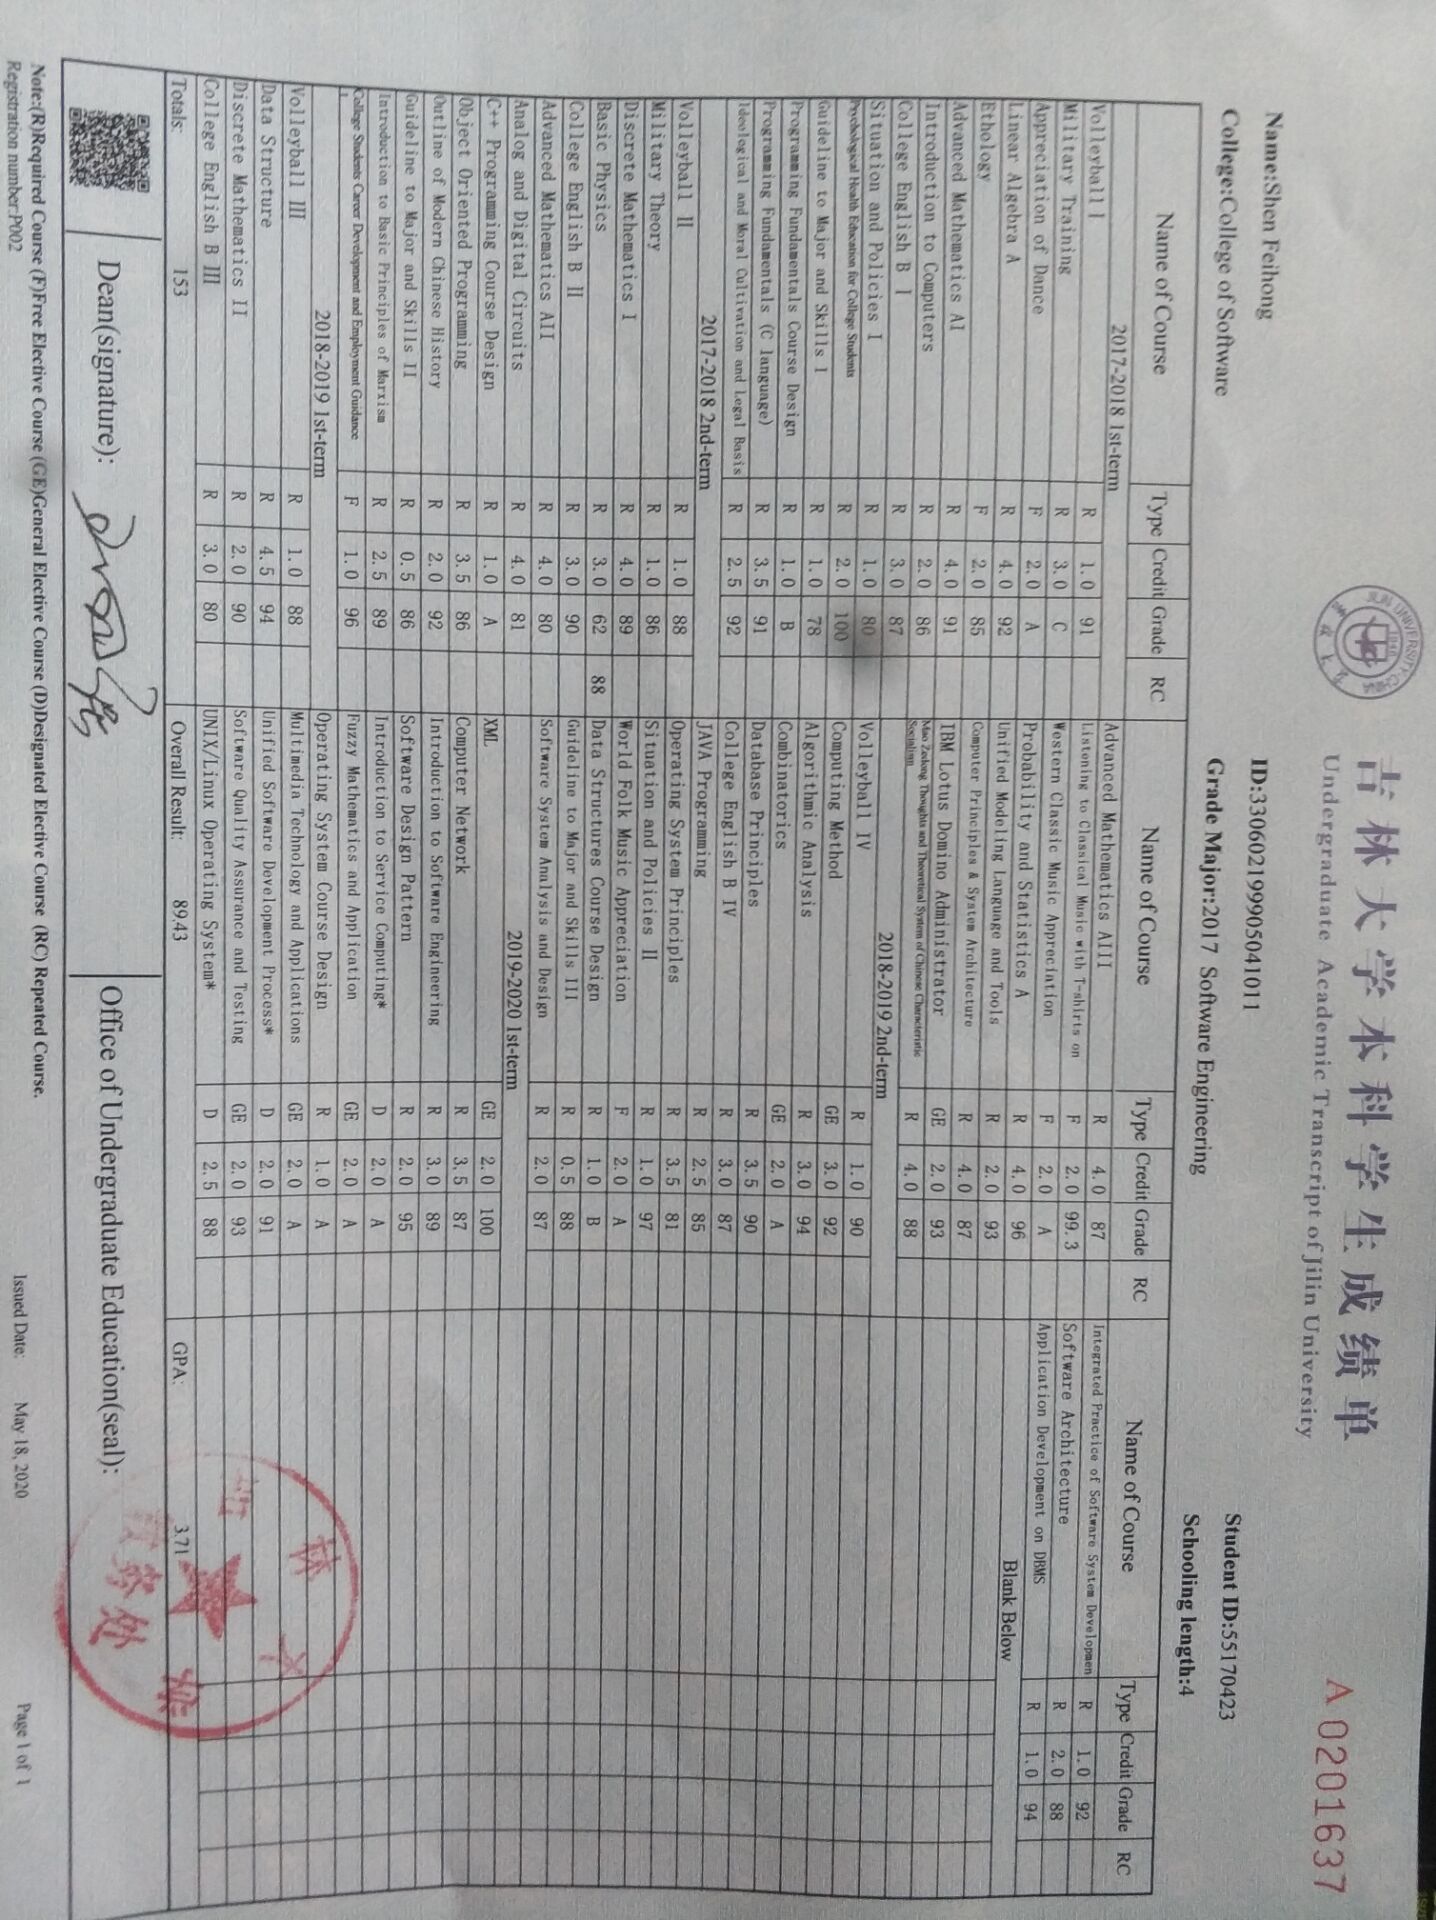 吉林大学本科学生成绩单
Undergraduate Academic Transcript of Jilin University
A 0201637
JILIN UNIVERSITY·CHINA
1946
Name:Shen Feihong ID:330602199905041011 Student ID:55170423
College:College of Software Grade Major:2017 Software Engineering Schooling length:4
Name of Course Type Credit Grade RC
2017-2018 1st-term
Volleyball I R 1.0 91
Military Training R 3.0 C
Appreciation of Dance F 2.0 A
Linear Algebra A R 4.0 92
Ethology F 2.0 85
Advanced Mathematics AI R 4.0 91
Introduction to Computers R 2.0 86
College English B I R 3.0 87
Situation and Policies I R 1.0 80
Psychological Health Education for College Students R 2.0 100
Guideline to Major and Skills I R 1.0 78
Programming Fundamentals Course Design R 1.0 B
Programming Fundamentals (C language) R 3.5 91
Ideological and Moral Cultivation and Legal Basis R 2.5 92
2017-2018 2nd-term
Volleyball II R 1.0 88
Military Theory R 1.0 86
Discrete Mathematics I R 4.0 89
Basic Physics R 3.0 62 88
College English B II R 3.0 90
Advanced Mathematics AII R 4.0 80
Analog and Digital Circuits R 4.0 81
C++ Programming Course Design R 1.0 A
Object Oriented Programming R 3.5 86
Outline of Modern Chinese History R 2.0 92
Guideline to Major and Skills II R 0.5 86
Introduction to Basic Principles of Marxism R 2.5 89
College Students Career Development and Employment Guidance I F 1.0 96
2018-2019 1st-term
Volleyball III R 1.0 88
Data Structure R 4.5 94
Discrete Mathematics II R 2.0 90
College English B III R 3.0 80
Name of Course Type Credit Grade RC
Advanced Mathematics AIII R 4.0 87
Listening to Classical Music with T-shirts on F 2.0 99.3
Western Classic Music Appreciation F 2.0 A
Probability and Statistics A R 4.0 96
Unified Modeling Language and Tools R 2.0 93
Computer Principles & System Architecture R 4.0 87
IBM Lotus Domino Administrator GE 2.0 93
Mao Zedong Thoughts and Theoretical System of Chinese Characteristic Socialism R 4.0 88
2018-2019 2nd-term
Volleyball IV R 1.0 90
Computing Method GE 3.0 92
Algorithmic Analysis R 3.0 94
Combinatorics GE 2.0 A
Database Principles R 3.5 90
College English B IV R 3.0 87
JAVA Programming R 2.5 85
Operating System Principles R 3.5 81
Situation and Policies II R 1.0 97
World Folk Music Appreciation F 2.0 A
Data Structures Course Design R 1.0 B
Guideline to Major and Skills III R 0.5 88
Software System Analysis and Design R 2.0 87
2019-2020 1st-term
XML GE 2.0 100
Computer Network R 3.5 87
Introduction to Software Engineering R 3.0 89
Software Design Pattern R 2.0 95
Introduction to Service Computing* D 2.0 A
Fuzzy Mathematics and Application GE 2.0 A
Operating System Course Design R 1.0 A
Multimedia Technology and Applications GE 2.0 A
Unified Software Development Process* D 2.0 91
Software Quality Assurance and Testing GE 2.0 93
UNIX/Linux Operating System* D 2.5 88
Name of Course Type Credit Grade RC
Integrated Practice of Software System Developmen R 1.0 92
Software Architecture R 2.0 88
Application Development on DBMS R 1.0 94
Blank Below
Totals: 153 Overall Result: 89.43 GPA: 3.71
Dean(signature): Office of Undergraduate Education(seal):
Note:(R)Required Course (F)Free Elective Course (GE)General Elective Course (D)Designated Elective Course (RC) Repeated Course.
Registration number:P002 Issued Date: May 18, 2020 Page 1 of 1